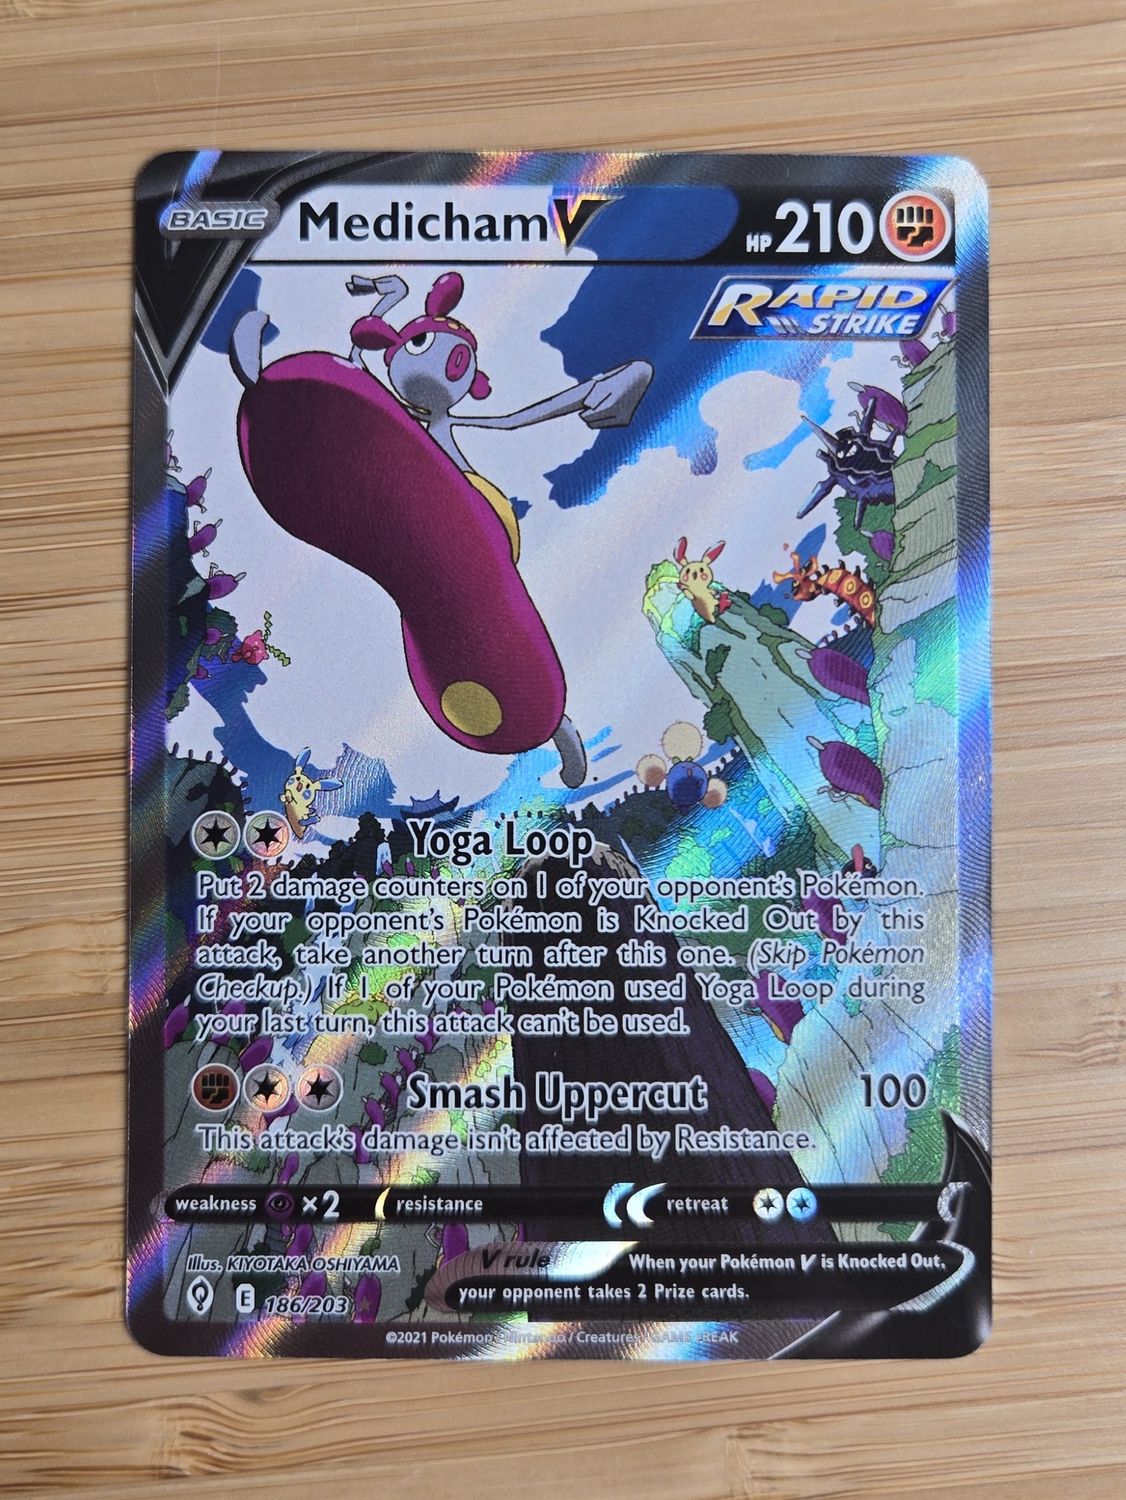 BASIC Medicham V HP 210
RAPID STRIKE
Yoga Loop
Put 2 damage counters on 1 of your opponent's Pokémon.
If your opponent's Pokémon is Knocked Out by this
attack, take another turn after this one. (Skip Pokémon
Checkup.) If 1 of your Pokémon used Yoga Loop during
your last turn, this attack can't be used.
Smash Uppercut 100
This attack's damage isn't affected by Resistance.
weakness ×2 resistance retreat
Illus. KIYOTAKA OSHIYAMA
V rule When your Pokémon V is Knocked Out,
your opponent takes 2 Prize cards.
E 186/203 ★
©2021 Pokémon / Nintendo / Creatures / GAME FREAK